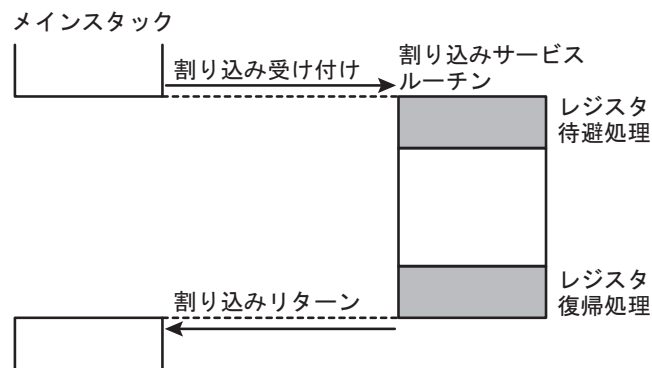 メインスタック
割り込み受け付け
割り込みサービス
ルーチン
レジスタ
待避処理
レジスタ
復帰処理
割り込みリターン